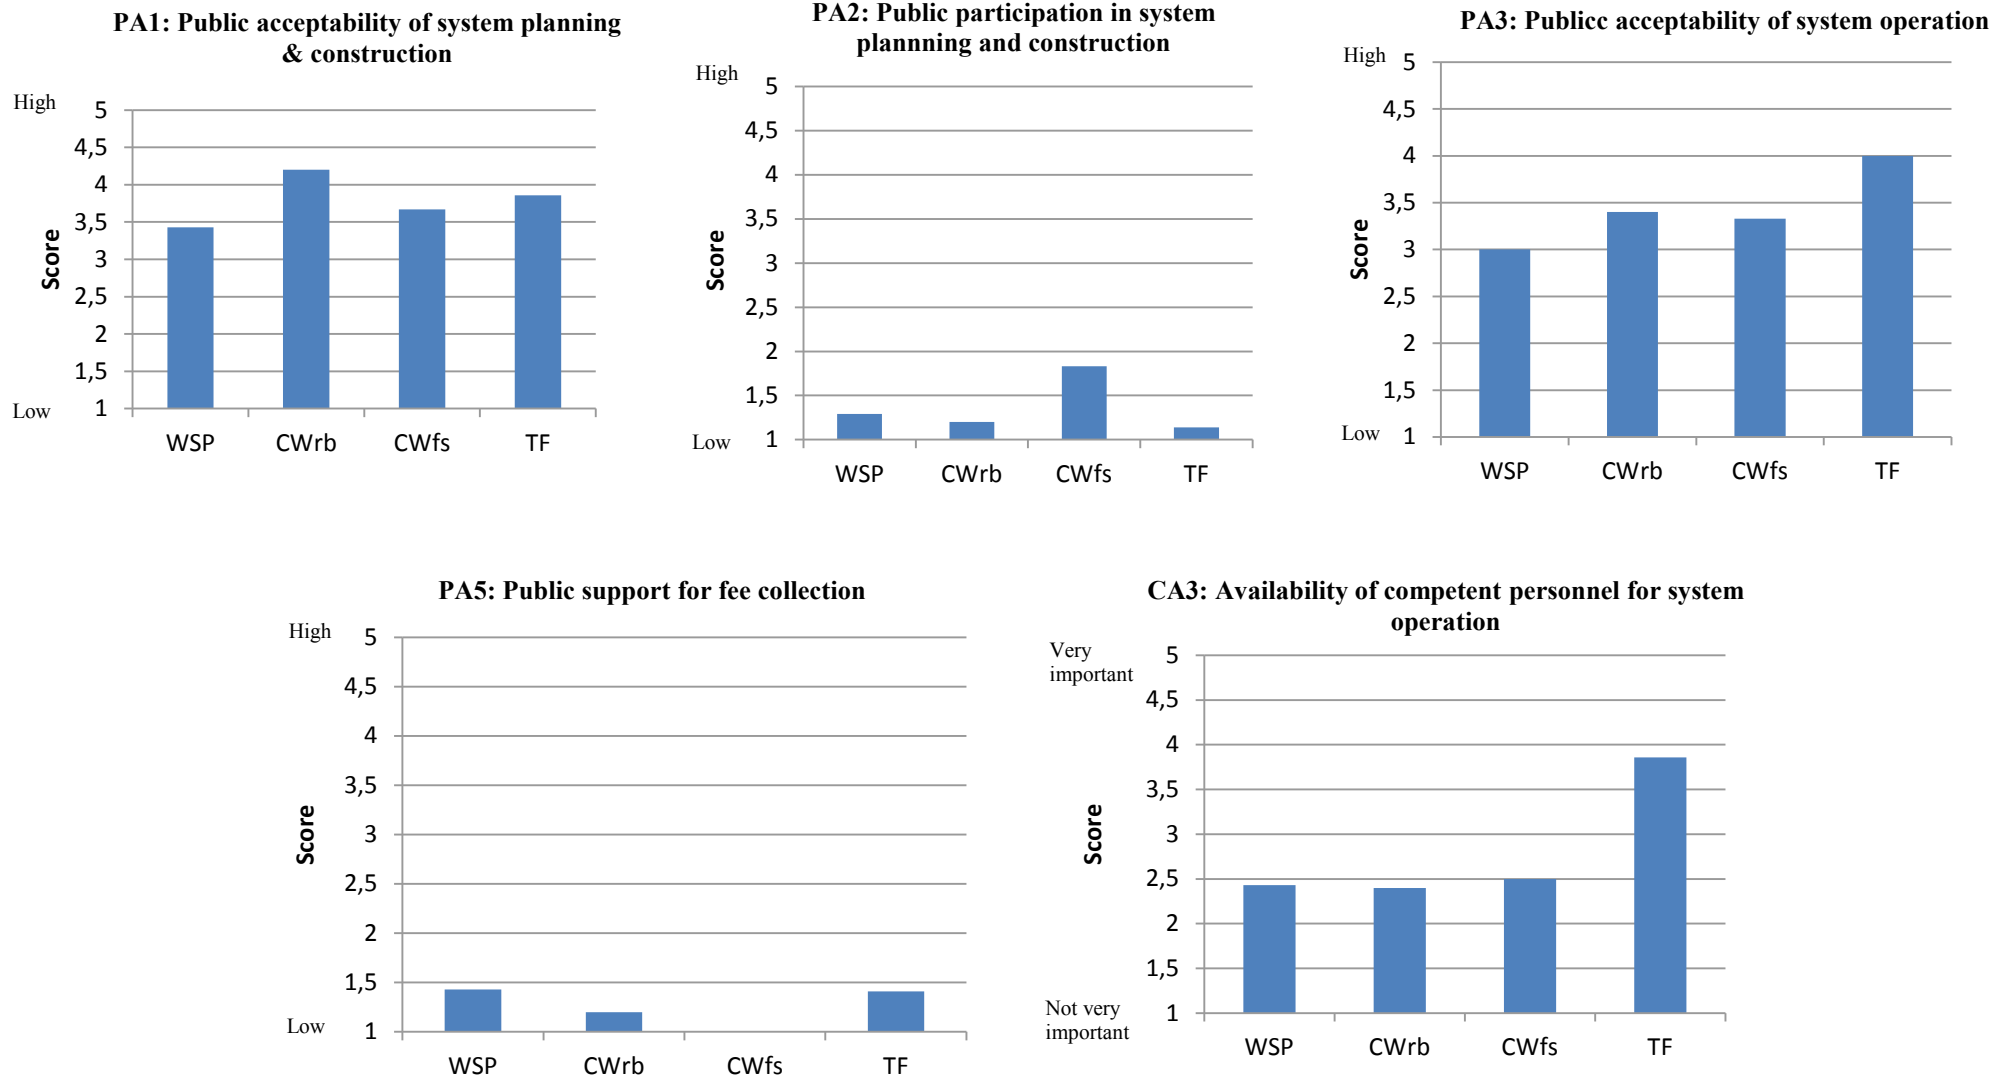 PA1: Public acceptability of system planning
& construction
High
5
4,5
4
3,5
3
2,5
2
1,5
1
Low
Score
WSP CWrb CWfs TF
PA2: Public participation in system
plannning and construction
High
5
4,5
4
3,5
3
2,5
2
1,5
1
Low
Score
WSP CWrb CWfs TF
PA3: Publicc acceptability of system operation
High
5
4,5
4
3,5
3
2,5
2
1,5
1
Low
Score
WSP CWrb CWfs TF
PA5: Public support for fee collection
High
5
4,5
4
3,5
3
2,5
2
1,5
1
Low
Score
WSP CWrb CWfs TF
CA3: Availability of competent personnel for system
operation
Very
important
5
4,5
4
3,5
3
2,5
2
1,5
1
Not very
important
Score
WSP CWrb CWfs TF